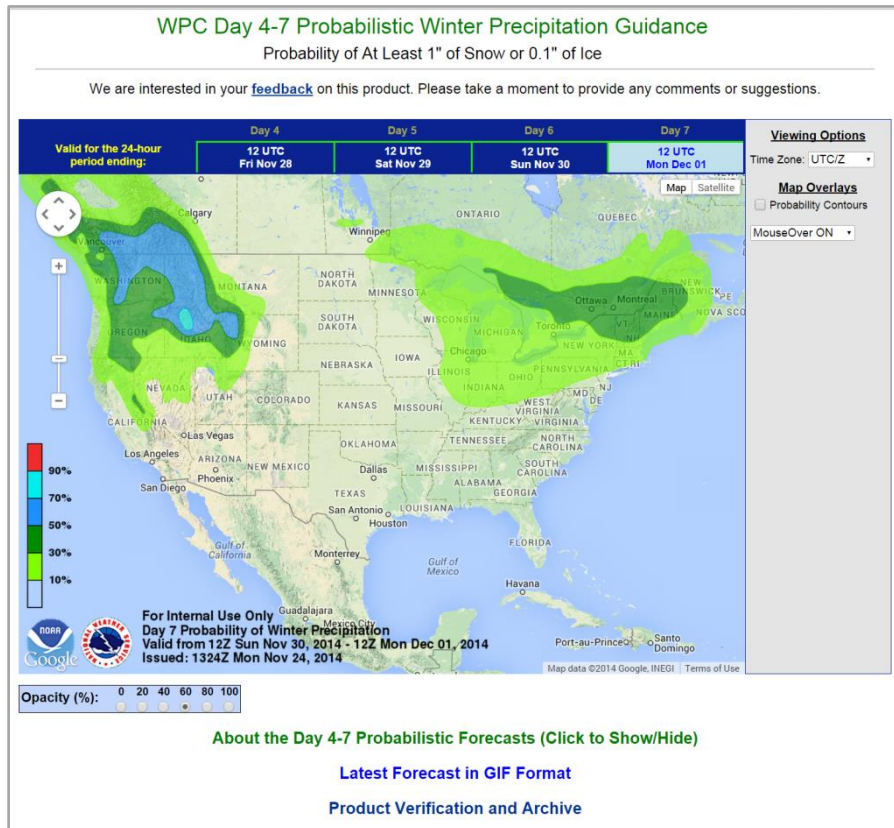 WPC Day 4-7 Probabilistic Winter Precipitation Guidance
Probability of At Least 1" of Snow or 0.1" of Ice
We are interested in your feedback on this product. Please take a moment to provide any comments or suggestions.
Valid for the 24-hour
period ending:
Day 4
12 UTC
Fri Nov 28
Day 5
12 UTC
Sat Nov 29
Day 6
12 UTC
Sun Nov 30
Day 7
12 UTC
Mon Dec 01
Viewing Options
Time Zone: UTC/Z
Map Overlays
Probability Contours
MouseOver ON
Map
Satellite
Calgary
Vancouver
Winnipeg
ONTARIO
QUEBEC
WASHINGTON
MONTANA
NORTH
DAKOTA
MINNESOTA
Ottawa
Montreal
NEW
BRUNSWICK
PE
NOVA SCO
MAINE
OREGON
IDAHO
SOUTH
DAKOTA
WISCONSIN
MICHIGAN
Toronto
VT
NH
NEW YORK
MA
CT RI
WYOMING
Chicago
IOWA
NEBRASKA
ILLINOIS
INDIANA
OHIO
PENNSYLVANIA
NJ
MD
DE
NEVADA
UTAH
COLORADO
KANSAS
MISSOURI
WEST
VIRGINIA
KENTUCKY
VIRGINIA
CALIFORNIA
Las Vegas
OKLAHOMA
TENNESSEE
NORTH
CAROLINA
Los Angeles
ARIZONA
NEW MEXICO
Phoenix
Dallas
MISSISSIPPI
SOUTH
CAROLINA
ALABAMA
GEORGIA
San Diego
TEXAS
LOUISIANA
San Antonio
Houston
FLORIDA
Gulf of
California
Monterrey
Gulf of
Mexico
Havana
Guadalajara
Mexico City
Port-au-Prince
Santo
Domingo
90%
70%
50%
30%
10%
For Internal Use Only
Day 7 Probability of Winter Precipitation
Valid from 12Z Sun Nov 30, 2014 - 12Z Mon Dec 01, 2014
Issued: 1324Z Mon Nov 24, 2014
NOAA
Google
Map data ©2014 Google, INEGI
Terms of Use
Opacity (%): 0 20 40 60 80 100
About the Day 4-7 Probabilistic Forecasts (Click to Show/Hide)
Latest Forecast in GIF Format
Product Verification and Archive